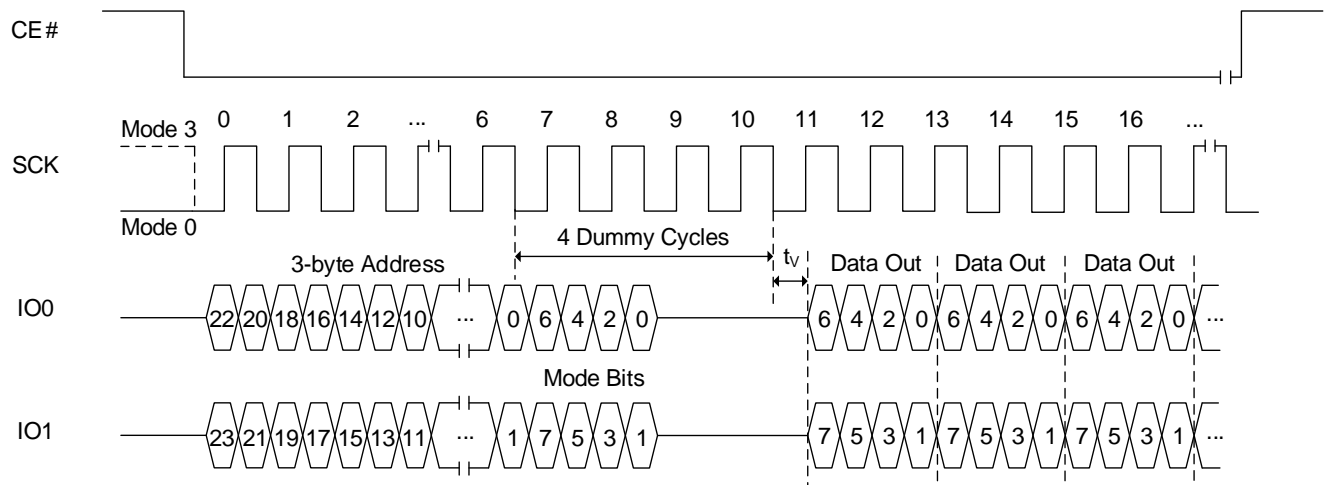 CE#
Mode 3 0 1 2 ... 6 7 8 9 10 11 12 13 14 15 16 ...
SCK
Mode 0
4 Dummy Cycles
3-byte Address tV Data Out Data Out Data Out
IO0 22 20 18 16 14 12 10 ... 0 6 4 2 0 6 4 2 0 6 4 2 0 6 4 2 0 ...
Mode Bits
IO1 23 21 19 17 15 13 11 ... 1 7 5 3 1 7 5 3 1 7 5 3 1 7 5 3 1 ...